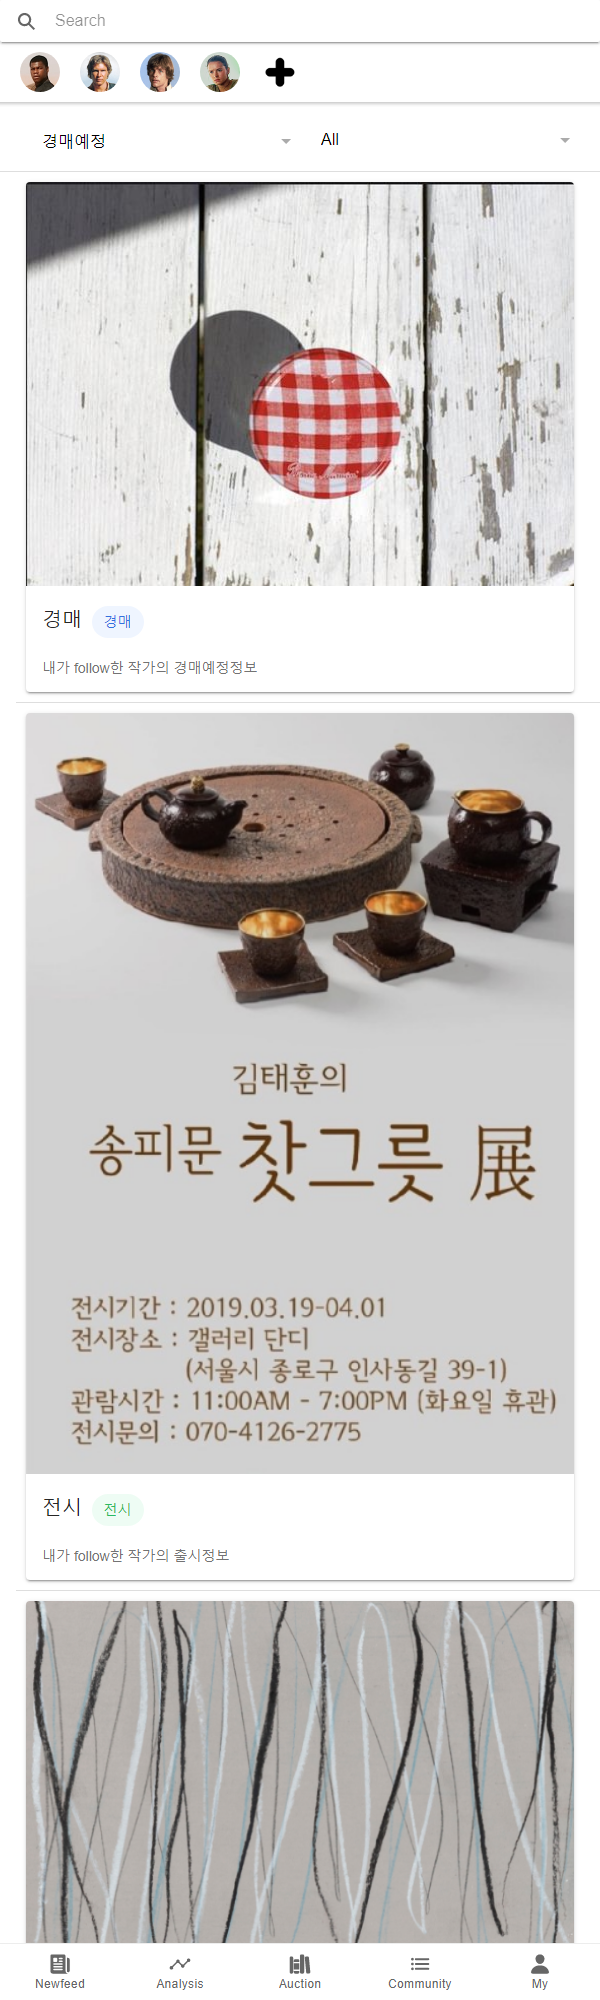 Search
경매예정
All
경매 경매
내가 follow한 작가의 경매예정정보
김태훈의
송피문 찻그릇 展
전시기간 : 2019.03.19-04.01
전시장소 : 갤러리 단디
(서울시 종로구 인사동길 39-1)
관람시간 : 11:00AM - 7:00PM (화요일 휴관)
전시문의 : 070-4126-2775
전시 전시
내가 follow한 작가의 출시정보
Newfeed
Analysis
Auction
Community
My